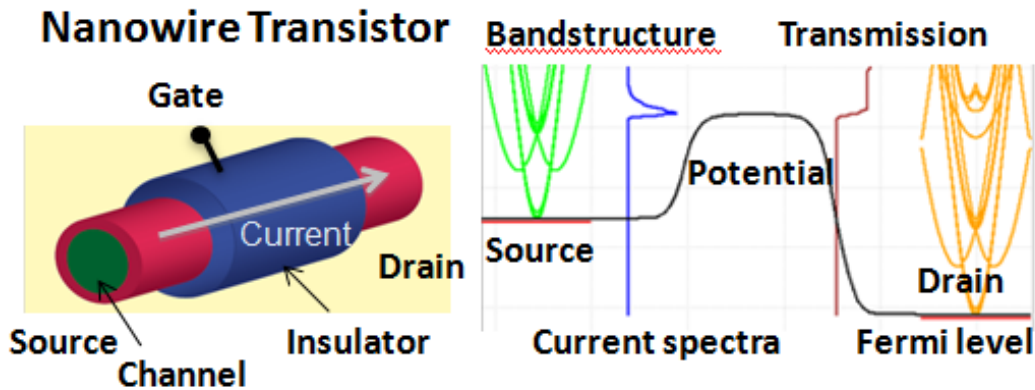 Nanowire Transistor
Gate
Current
Drain
Source
Channel
Insulator
Bandstructure
Transmission
Potential
Source
Drain
Current spectra
Fermi level